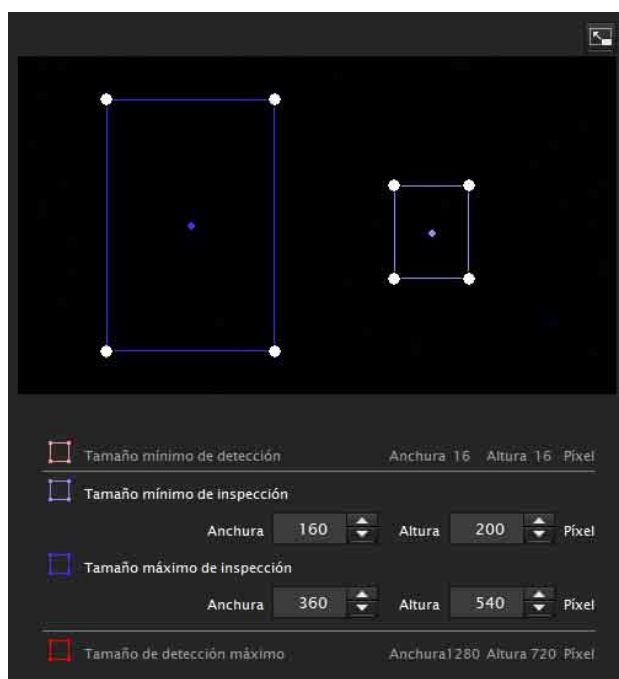 Tamaño mínimo de detección Anchura 16 Altura 16 Píxel
Tamaño mínimo de inspección
Anchura 160 Altura 200 Píxel
Tamaño máximo de inspección
Anchura 360 Altura 540 Píxel
Tamaño de detección máximo Anchura1280 Altura 720 Píxel